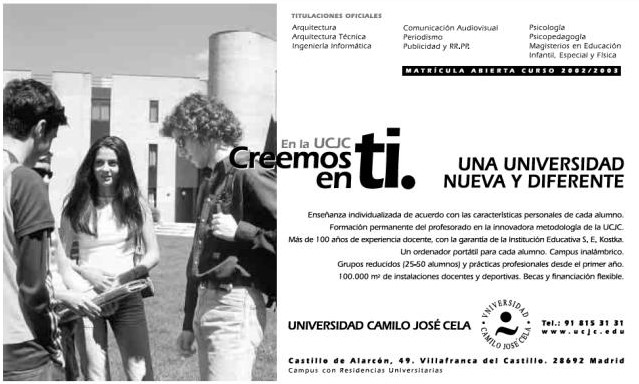 TITULACIONES OFICIALES
Arquitectura
Arquitectura Técnica
Ingeniería Informática
Comunicación Audiovisual
Periodismo
Publicidad y RR.PP.
Psicología
Psicopedagogía
Magisterios en Educación
Infantil, Especial y Física
MATRÍCULA ABIERTA CURSO 2002/2003
En la UCJC
Creemos
en ti.
UNA UNIVERSIDAD
NUEVA Y DIFERENTE
Enseñanza individualizada de acuerdo con las características personales de cada alumno.
Formación permanente del profesorado en la innovadora metodología de la UCJC.
Más de 100 años de experiencia docente, con la garantía de la Institución Educativa S, E, Kostka.
Un ordenador portátil para cada alumno. Campus inalámbrico.
Grupos reducidos (25-50 alumnos) y prácticas profesionales desde el primer año.
100.000 m² de instalaciones docentes y deportivas. Becas y financiación flexible.
UNIVERSIDAD CAMILO JOSÉ CELA
UNIVERSIDAD
CAMILO JOSÉ CELA
Tel.: 91 815 31 31
www.ucjc.edu
Castillo de Alarcón, 49. Villafranca del Castillo. 28692 Madrid
Campus con Residencias Universitarias